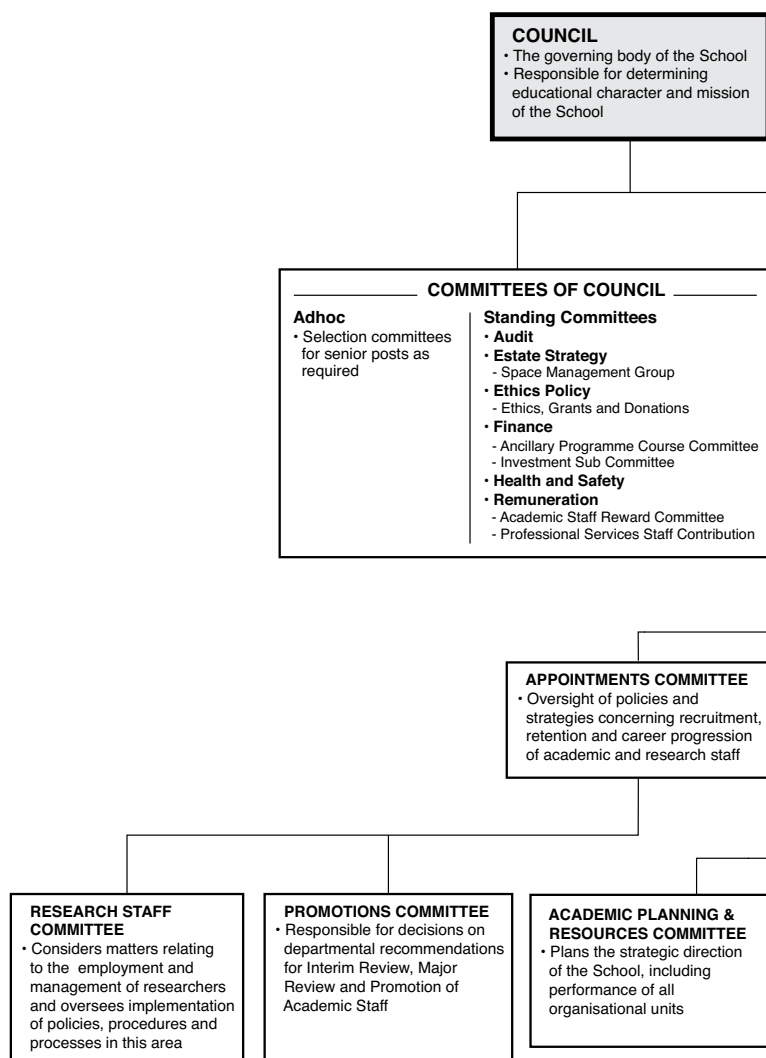 COUNCIL
• The governing body of the School
• Responsible for determining
educational character and mission
of the School
COMMITTEES OF COUNCIL
Adhoc
• Selection committees
for senior posts as
required
Standing Committees
• Audit
• Estate Strategy
- Space Management Group
• Ethics Policy
- Ethics, Grants and Donations
• Finance
- Ancillary Programme Course Committee
- Investment Sub Committee
• Health and Safety
• Remuneration
- Academic Staff Reward Committee
- Professional Services Staff Contribution
APPOINTMENTS COMMITTEE
• Oversight of policies and
strategies concerning recruitment,
retention and career progression
of academic and research staff
RESEARCH STAFF
COMMITTEE
• Considers matters relating
to the employment and
management of researchers
and oversees implementation
of policies, procedures and
processes in this area
PROMOTIONS COMMITTEE
• Responsible for decisions on
departmental recommendations
for Interim Review, Major
Review and Promotion of
Academic Staff
ACADEMIC PLANNING &
RESOURCES COMMITTEE
• Plans the strategic direction
of the School, including
performance of all
organisational units